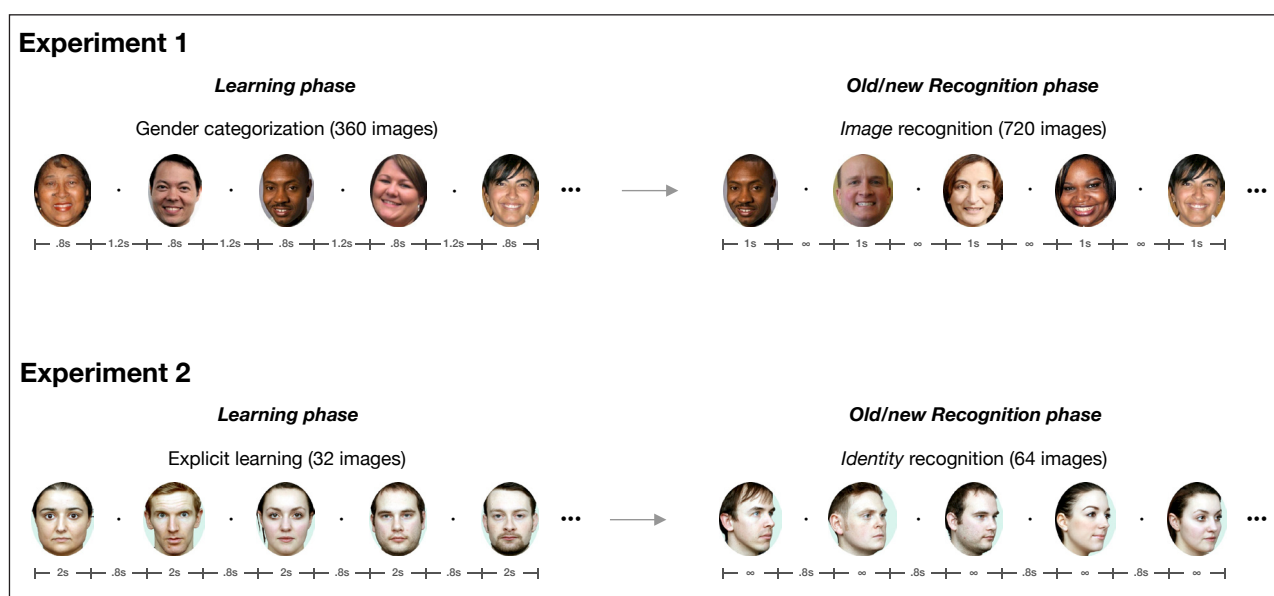 Experiment 1
Learning phase
Old/new Recognition phase
Gender categorization (360 images)
Image recognition (720 images)
.8s 1.2s .8s 1.2s .8s 1.2s .8s 1.2s .8s
1s ∞ 1s ∞ 1s ∞ 1s ∞ 1s
Experiment 2
Learning phase
Old/new Recognition phase
Explicit learning (32 images)
Identity recognition (64 images)
2s .8s 2s .8s 2s .8s 2s .8s 2s
∞ .8s ∞ .8s ∞ .8s ∞ .8s ∞